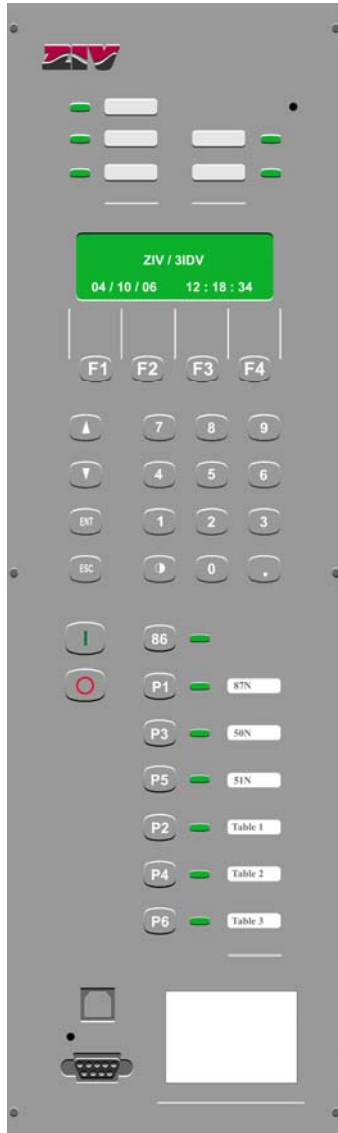 ZIV
ZIV / 3IDV
04 / 10 / 06 12 : 18 : 34
F1 F2 F3 F4
7 8 9
4 5 6
ENT 1 2 3
ESC 0 .
86
P1 87N
P3 50N
P5 51N
P2 Table 1
P4 Table 2
P6 Table 3